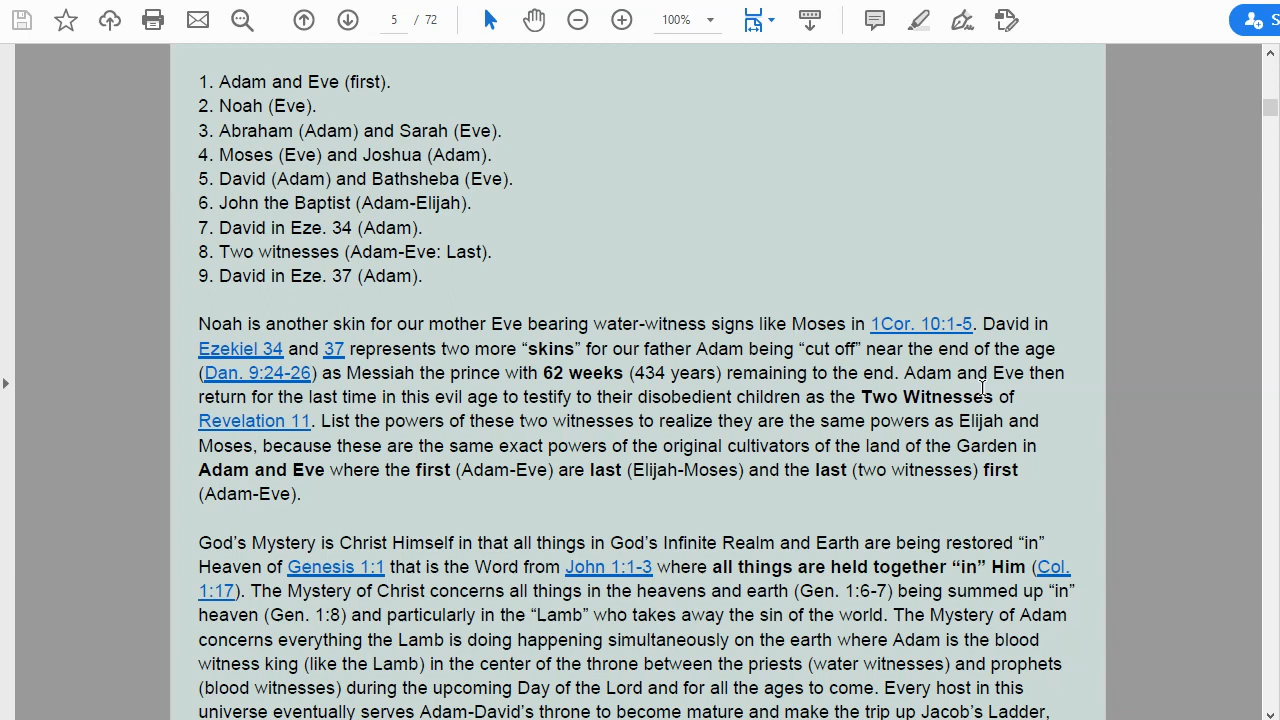 5 / 72
100%
S
1. Adam and Eve (first).
2. Noah (Eve).
3. Abraham (Adam) and Sarah (Eve).
4. Moses (Eve) and Joshua (Adam).
5. David (Adam) and Bathsheba (Eve).
6. John the Baptist (Adam-Elijah).
7. David in Eze. 34 (Adam).
8. Two witnesses (Adam-Eve: Last).
9. David in Eze. 37 (Adam).
Noah is another skin for our mother Eve bearing water-witness signs like Moses in 1Cor. 10:1-5. David in
Ezekiel 34 and 37 represents two more “skins” for our father Adam being “cut off” near the end of the age
(Dan. 9:24-26) as Messiah the prince with 62 weeks (434 years) remaining to the end. Adam and Eve then
return for the last time in this evil age to testify to their disobedient children as the Two Witnesses of
Revelation 11. List the powers of these two witnesses to realize they are the same powers as Elijah and
Moses, because these are the same exact powers of the original cultivators of the land of the Garden in
Adam and Eve where the first (Adam-Eve) are last (Elijah-Moses) and the last (two witnesses) first
(Adam-Eve).
God’s Mystery is Christ Himself in that all things in God’s Infinite Realm and Earth are being restored “in”
Heaven of Genesis 1:1 that is the Word from John 1:1-3 where all things are held together “in” Him (Col.
1:17). The Mystery of Christ concerns all things in the heavens and earth (Gen. 1:6-7) being summed up “in”
heaven (Gen. 1:8) and particularly in the “Lamb” who takes away the sin of the world. The Mystery of Adam
concerns everything the Lamb is doing happening simultaneously on the earth where Adam is the blood
witness king (like the Lamb) in the center of the throne between the priests (water witnesses) and prophets
(blood witnesses) during the upcoming Day of the Lord and for all the ages to come. Every host in this
universe eventually serves Adam-David’s throne to become mature and make the trip up Jacob’s Ladder,